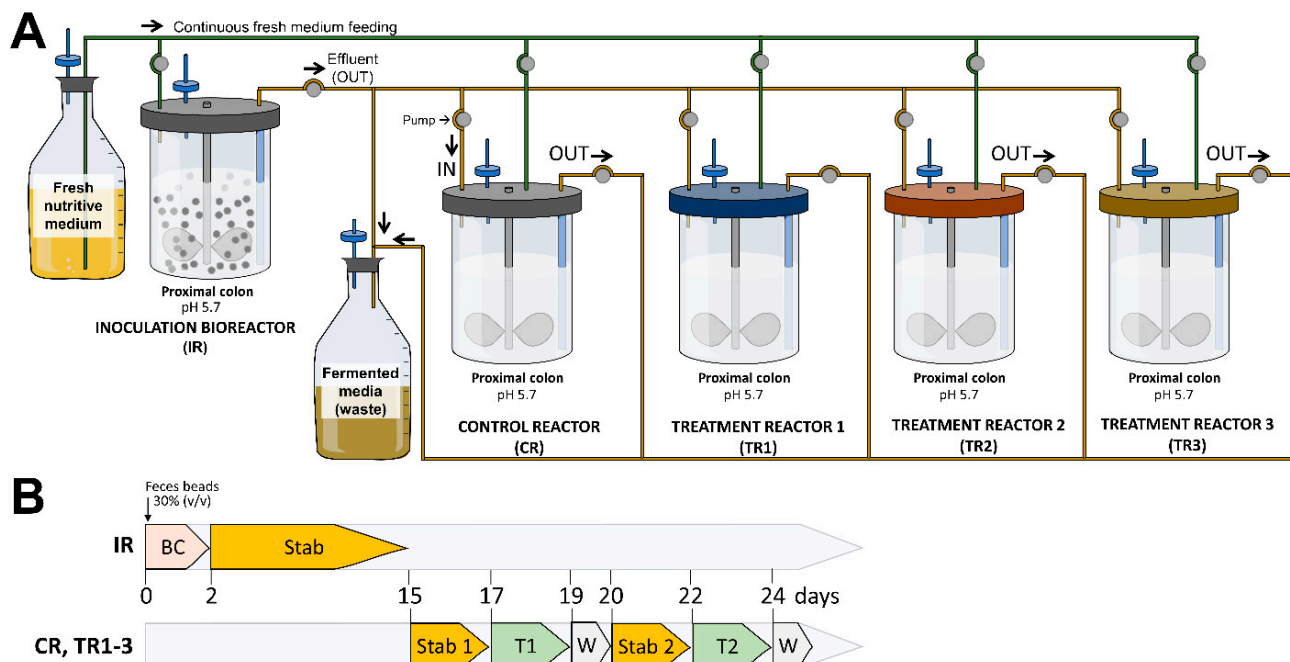 A
Continuous fresh medium feeding
Effluent
(OUT)
Pump
IN
OUT
OUT
OUT
Fresh
nutritive
medium
Proximal colon
pH 5.7
INOCULATION BIOREACTOR
(IR)
Fermented
media
(waste)
Proximal colon
pH 5.7
CONTROL REACTOR
(CR)
Proximal colon
pH 5.7
TREATMENT REACTOR 1
(TR1)
Proximal colon
pH 5.7
TREATMENT REACTOR 2
(TR2)
Proximal colon
pH 5.7
TREATMENT REACTOR 3
(TR3)
B
Feces beads
30% (v/v)
IR BC Stab
0 2 15 17 19 20 22 24 days
CR, TR1-3 Stab 1 T1 W Stab 2 T2 W